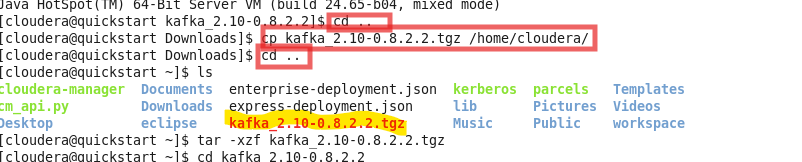 Java HotSpot(TM) 64-Bit Server VM (build 24.65-b04, mixed mode)
[cloudera@quickstart kafka_2.10-0.8.2.2]$ cd ..
[cloudera@quickstart Downloads]$ cp kafka_2.10-0.8.2.2.tgz /home/cloudera/
[cloudera@quickstart Downloads]$ cd ..
[cloudera@quickstart ~]$ ls
cloudera-manager Documents enterprise-deployment.json kerberos parcels Templates
cm_api.py Downloads express-deployment.json lib Pictures Videos
Desktop eclipse kafka_2.10-0.8.2.2.tgz Music Public workspace
[cloudera@quickstart ~]$ tar -xzf kafka_2.10-0.8.2.2.tgz
[cloudera@quickstart ~]$ cd kafka_2.10-0.8.2.2